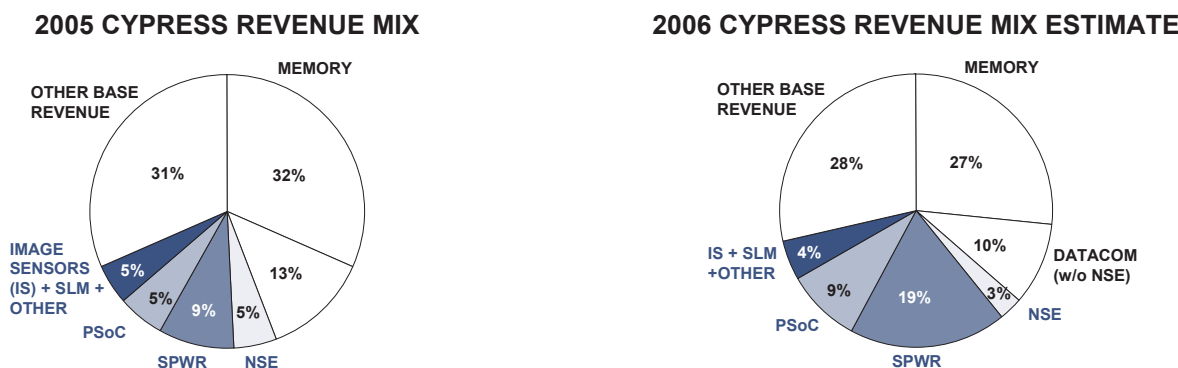 2005 CYPRESS REVENUE MIX
MEMORY
OTHER BASE
REVENUE
31%
32%
IMAGE
SENSORS
(IS) + SLM +
OTHER
5%
13%
5%
9%
5%
PSoC
SPWR
NSE
2006 CYPRESS REVENUE MIX ESTIMATE
MEMORY
OTHER BASE
REVENUE
28%
27%
IS + SLM
+OTHER
4%
10%
DATACOM
(w/o NSE)
9%
19%
3%
NSE
PSoC
SPWR